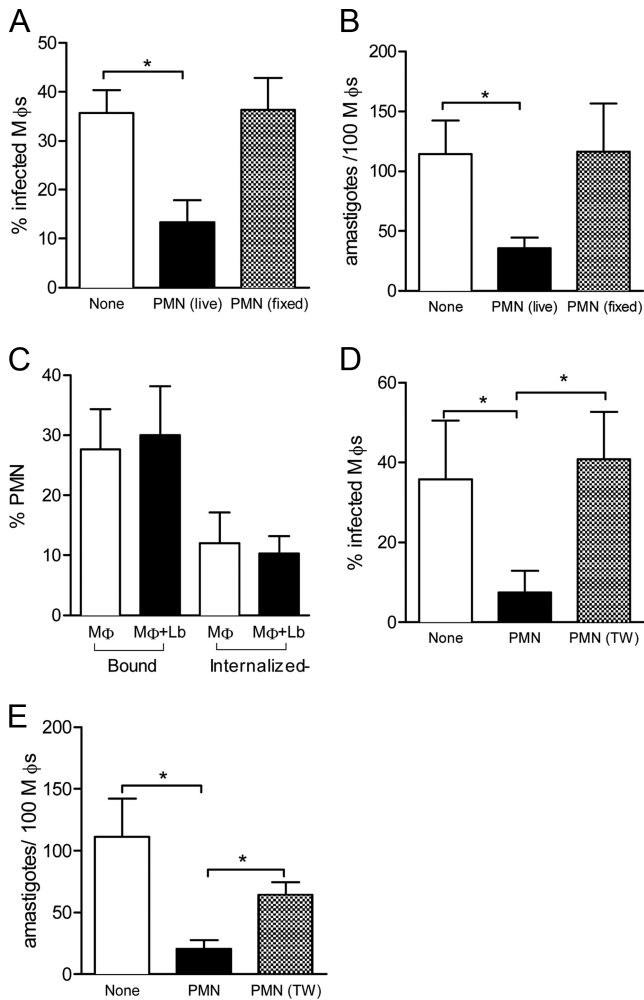 A
% infected M ϕs
50
40
30
20
10
0
*
None PMN (live) PMN (fixed)
B
amastigotes /100 M ϕs
200
150
100
50
0
*
None PMN (live) PMN (fixed)
C
% PMN
40
30
20
10
0
MΦ MΦ+Lb MΦ MΦ+Lb
Bound Internalized-
D
% infected M ϕs
60
40
20
0
* *
None PMN PMN (TW)
E
amastigotes/ 100 M ϕs
200
150
100
50
0
*
*
None PMN PMN (TW)